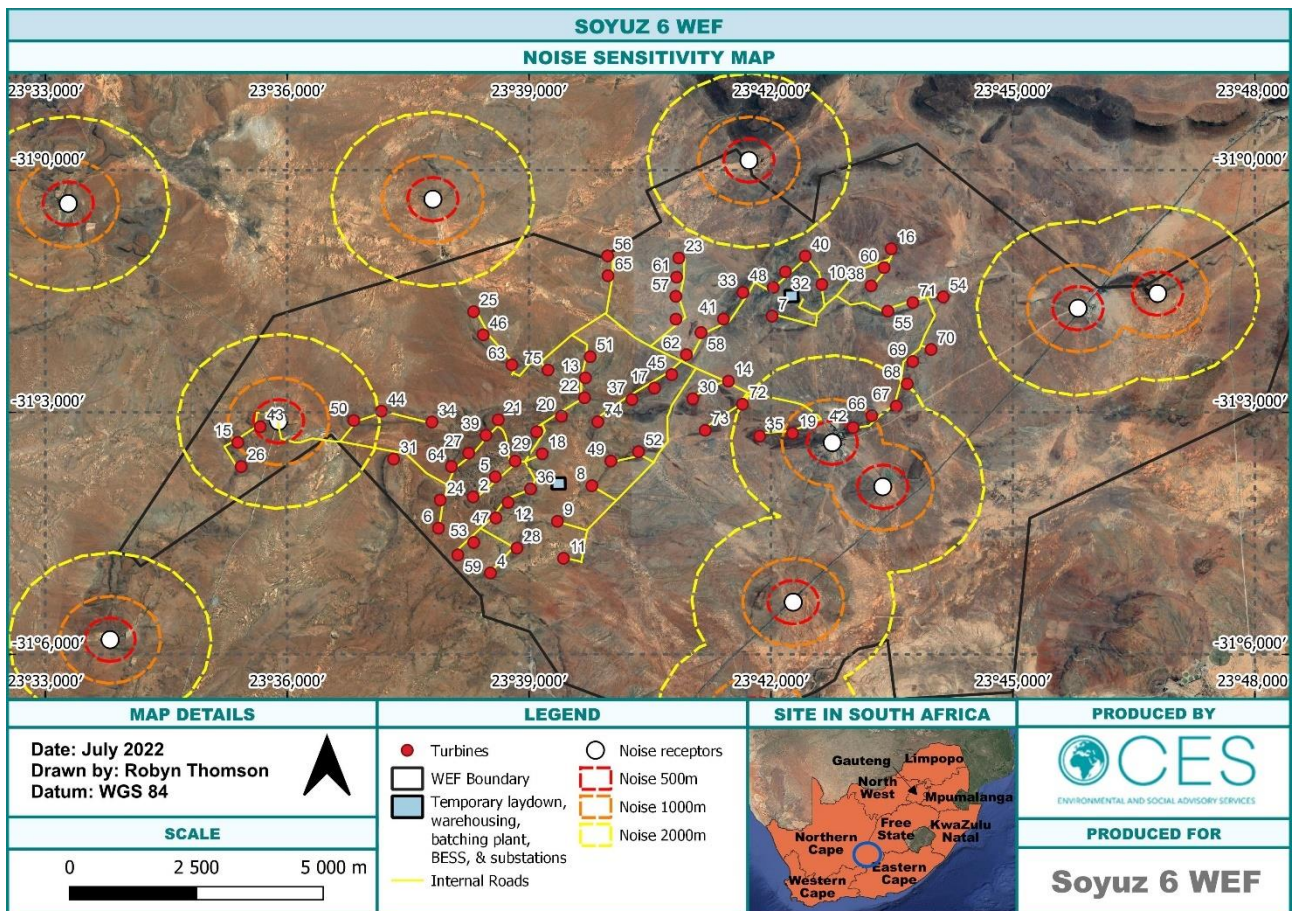 SOYUZ 6 WEF
NOISE SENSITIVITY MAP
23°33,000' 23°36,000' 23°39,000' 23°42,000' 23°45,000' 23°48,000'
-31°0,000' -31°0,000'
56 23 40 16
65 61 60
57 48 32 10 38
33
25 7 71 54
41 55
46
58 70
63 75 13 51 62 69
45 14
22 17 30 68
37 72
-31°3,000' -31°3,000'
44 67
50 34 21 20 74 73 66
43 39 35 19 42
15 27 29 18 52
31 3 49
26 64 5
24 2 36 8
6 12 9
53 47
28 11
59 4
-31°6,000' -31°6,000'
23°33,000' 23°36,000' 23°39,000' 23°42,000' 23°45,000' 23°48,000'
MAP DETAILS
Date: July 2022
Drawn by: Robyn Thomson
Datum: WGS 84
SCALE
0 2 500 5 000 m
LEGEND
Turbines
WEF Boundary
Temporary laydown,
warehousing,
batching plant,
BESS, & substations
Internal Roads
Noise receptors
Noise 500m
Noise 1000m
Noise 2000m
SITE IN SOUTH AFRICA
Gauteng
Limpopo
North
West
Mpumalanga
Free
State
KwaZulu
Natal
Northern
Cape
Eastern
Cape
Western
Cape
PRODUCED BY
CES
ENVIRONMENTAL AND SOCIAL ADVISORY SERVICES
PRODUCED FOR
Soyuz 6 WEF